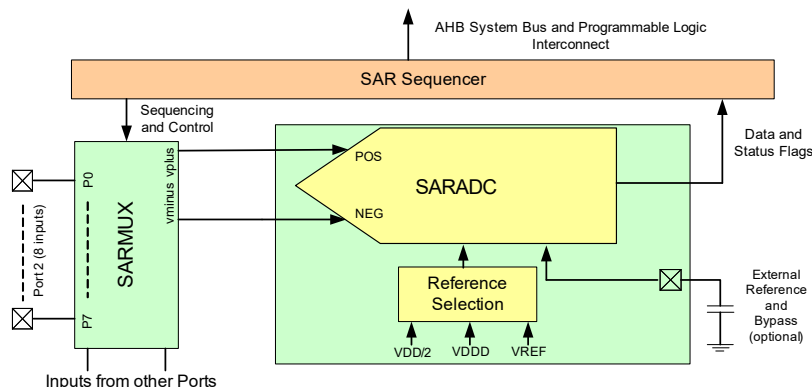 AHB System Bus and Programmable Logic
Interconnect
SAR Sequencer
Sequencing
and Control
Data and
Status Flags
vminus vplus
POS
NEG
SARADC
P0
Port 2 (8 inputs)
SARMUX
P7
Reference
Selection
External
Reference
and
Bypass
(optional)
VDD/2
VDDD
VREF
Inputs from other Ports